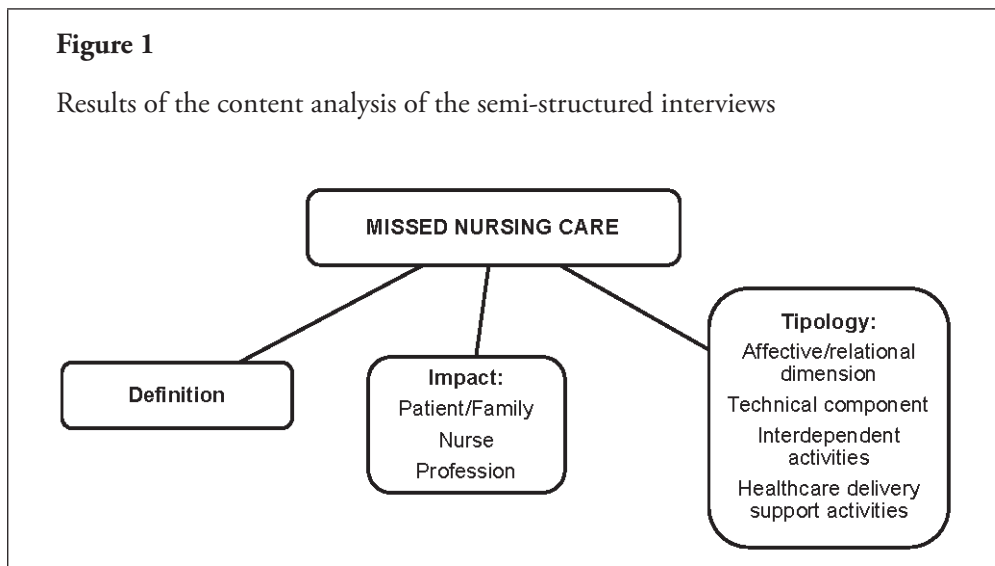 Figure 1
Results of the content analysis of the semi-structured interviews
MISSED NURSING CARE
Definition
Impact:
Patient/Family
Nurse
Profession
Tipology:
Affective/relational
dimension
Technical component
Interdependent
activities
Healthcare delivery
support activities